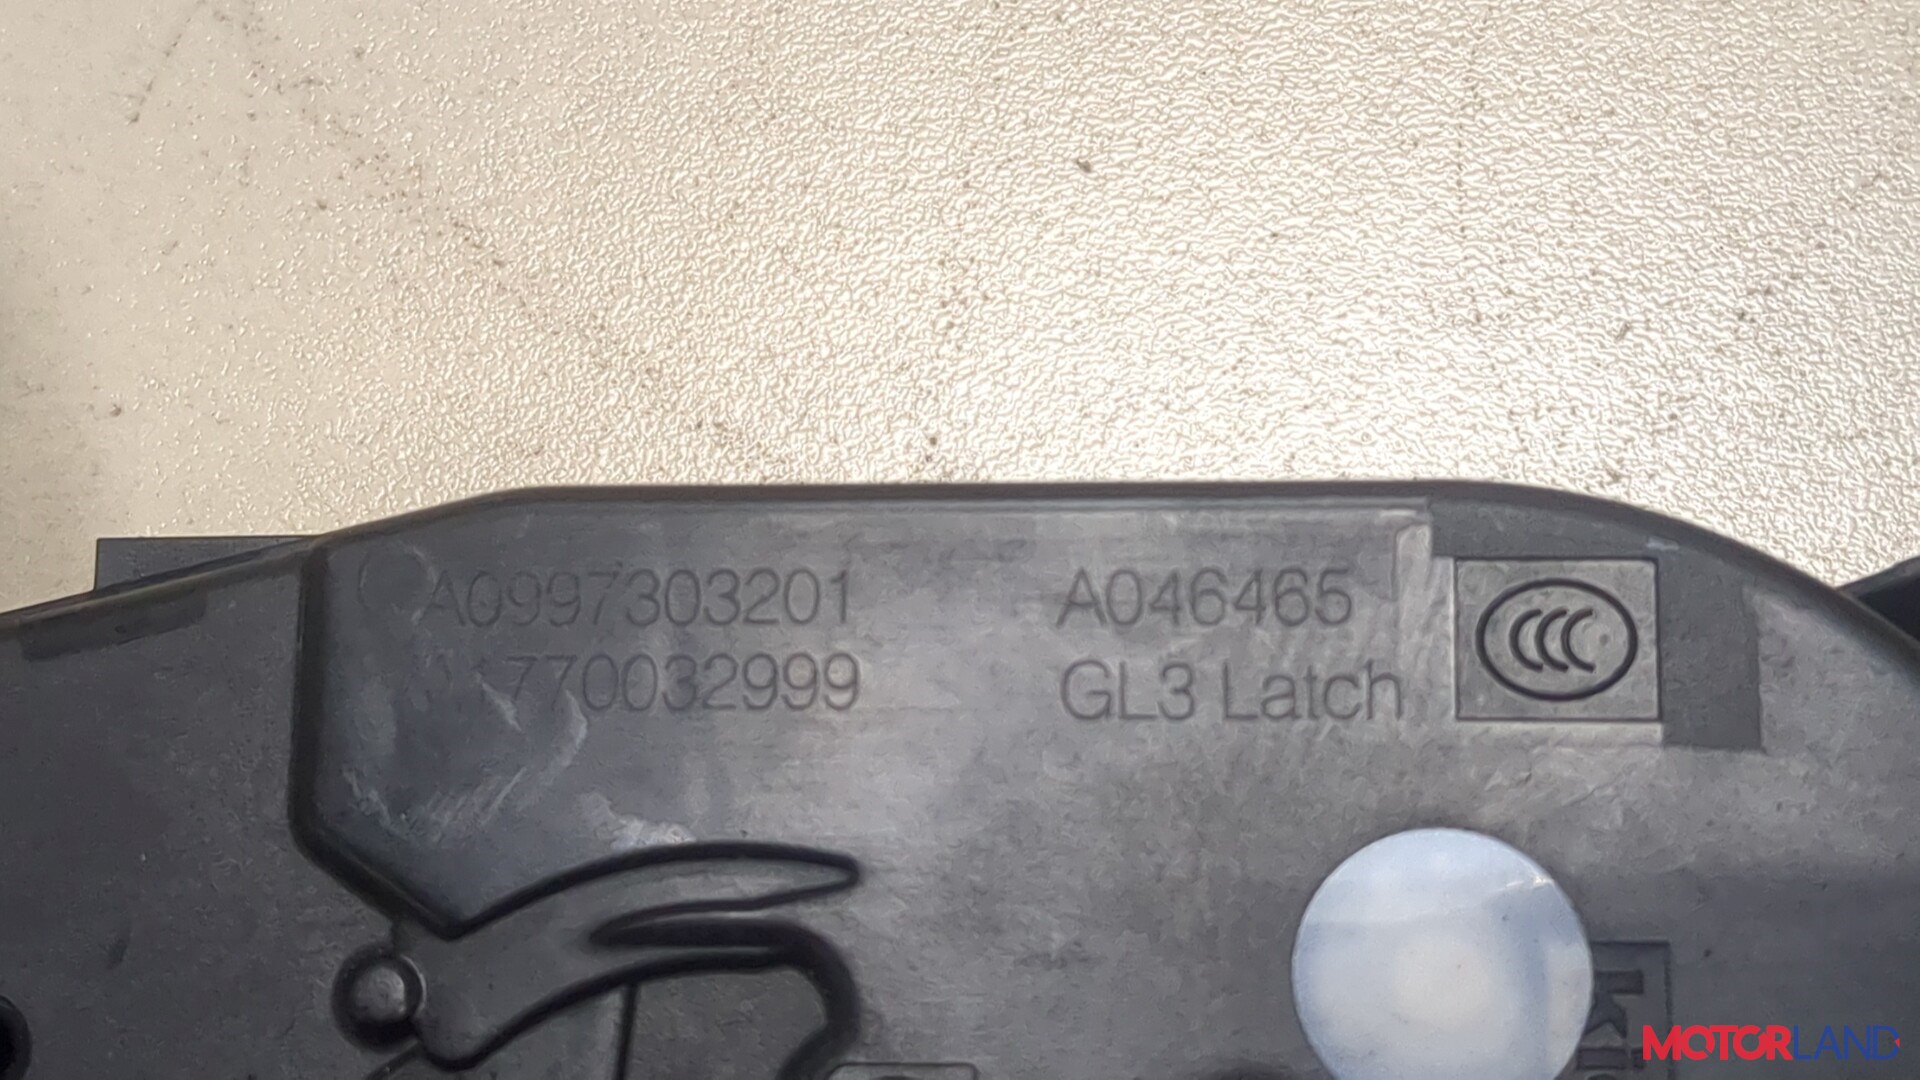 A0997303201
A046465
770032999
GL3 Latch
CCC
MOTORLAND